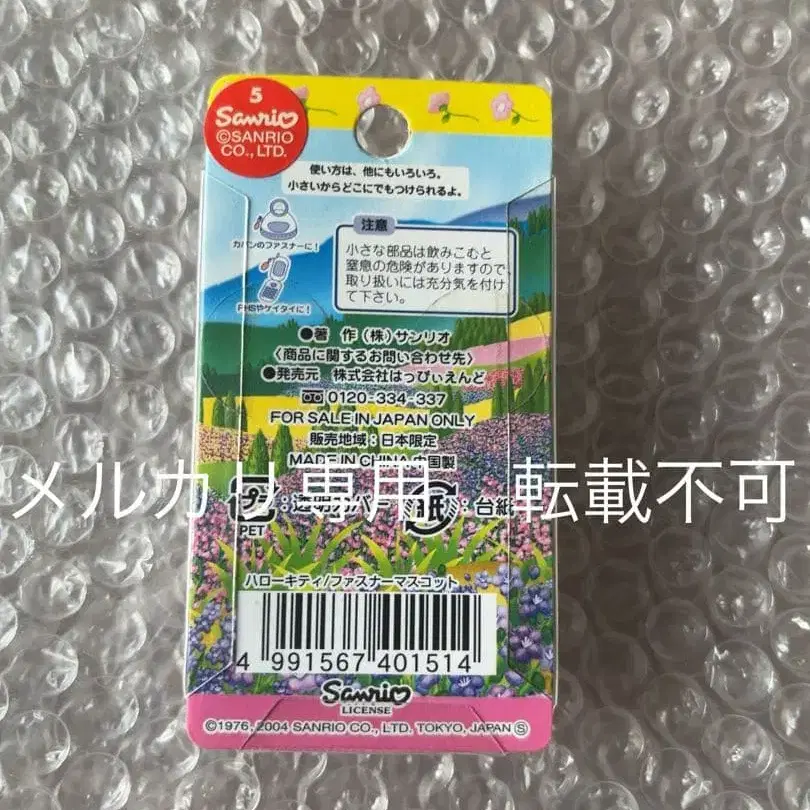 5
Sanrio
©SANRIO
CO., LTD.
使い方は、他にもいろいろ。
小さいからどこにでもつけられるよ。
カバンのファスナーに!
PHSやケイタイに!
注意
小さな部品は飲みこむと
窒息の危険がありますので、
取り扱いには充分気を付け
て下さい。
●著 作(株)サンリオ
〈商品に関するお問い合わせ先〉
●発売元 株式会社はっぴぃえんど
0120-334-337
FOR SALE IN JAPAN ONLY
販売地域:日本限定
MADE IN CHINA 中国製
メルカリ専用 転載不可
プラ:透明カバー 紙:台紙
PET
ハローキティ/ファスナーマスコット
4 991567 401514
Sanrio
LICENSE
©1976, 2004 SANRIO CO., LTD. TOKYO, JAPAN Ⓢ